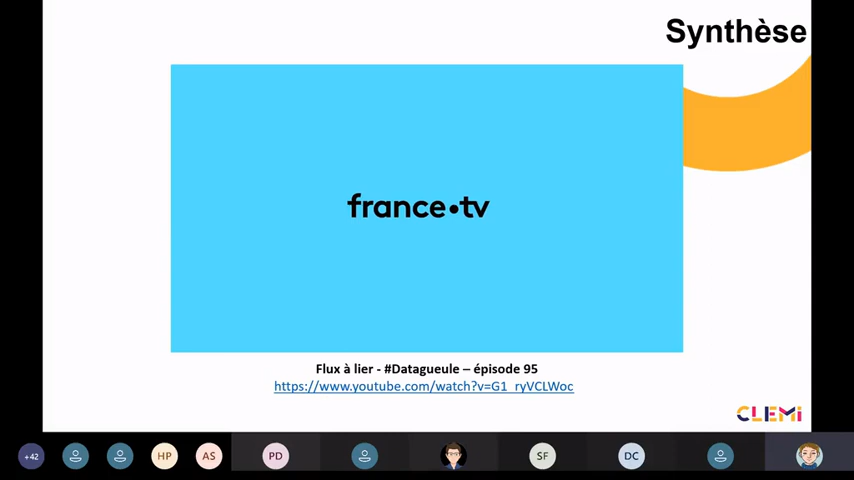 Synthèse
france•tv
Flux à lier - #Datagueule – épisode 95
https://www.youtube.com/watch?v=G1_ryVCLWoc
CLEMI
+42
HP
AS
PD
SF
DC